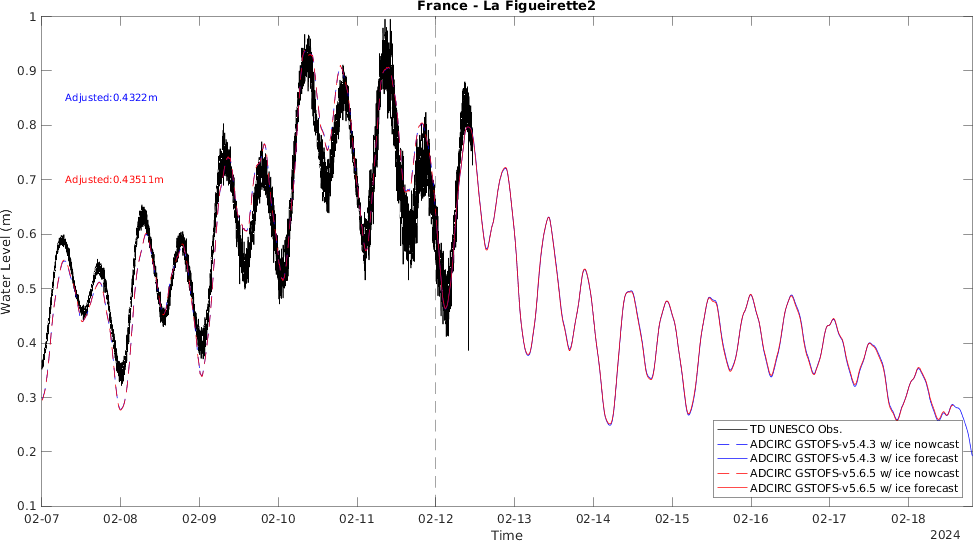 France - La Figueirette2
Water Level (m)
1
0.9
0.8
0.7
0.6
0.5
0.4
0.3
0.2
0.1
Adjusted:0.4322m
Adjusted:0.43511m
TD UNESCO Obs.
ADCIRC GSTOFS-v5.4.3 w/ ice nowcast
ADCIRC GSTOFS-v5.4.3 w/ ice forecast
ADCIRC GSTOFS-v5.6.5 w/ ice nowcast
ADCIRC GSTOFS-v5.6.5 w/ ice forecast
02-07 02-08 02-09 02-10 02-11 02-12 02-13 02-14 02-15 02-16 02-17 02-18
Time
2024